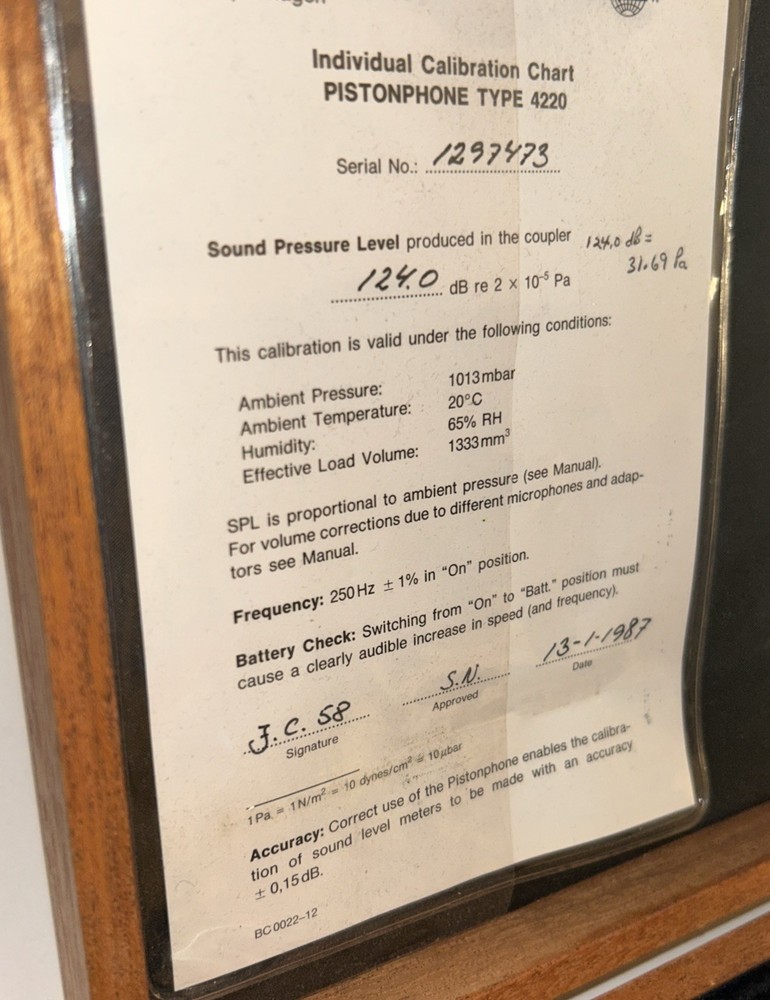 Individual Calibration Chart
PISTONPHONE TYPE 4220
Serial No.: 1297473
Sound Pressure Level produced in the coupler 124,0 dB =
31.69 Pa
124.0 dB re 2 × 10⁻⁵ Pa
This calibration is valid under the following conditions:
Ambient Pressure: 1013 mbar
Ambient Temperature: 20°C
Humidity: 65% RH
Effective Load Volume: 1333 mm³
SPL is proportional to ambient pressure (see Manual).
For volume corrections due to different microphones and adap-
tors see Manual.
Frequency: 250 Hz ± 1% in “On” position.
Battery Check: Switching from “On” to “Batt.” position must
cause a clearly audible increase in speed (and frequency).
J.C. 58 S.N. 13-1-1987
Signature Approved Date
1 Pa = 1 N/m² = 10 dynes/cm² = 10 μbar
Accuracy: Correct use of the Pistonphone enables the calibra-
tion of sound level meters to be made with an accuracy
± 0,15 dB.
BC 0022–12